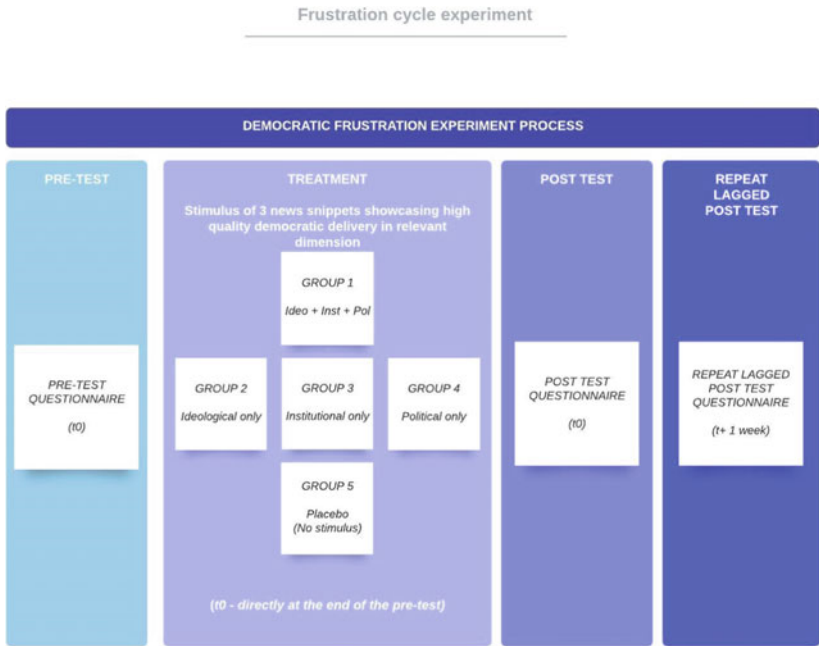 Frustration cycle experiment
DEMOCRATIC FRUSTRATION EXPERIMENT PROCESS
PRE-TEST
PRE-TEST
QUESTIONNAIRE
(t0)
TREATMENT
Stimulus of 3 news snippets showcasing high
quality democratic delivery in relevant
dimension
GROUP 1
Ideo + Inst + Pol
GROUP 2
Ideological only
GROUP 3
Institutional only
GROUP 4
Political only
GROUP 5
Placebo
(No stimulus)
(t0 - directly at the end of the pre-test)
POST TEST
POST TEST
QUESTIONNAIRE
(t0)
REPEAT
LAGGED
POST TEST
REPEAT LAGGED
POST TEST
QUESTIONNAIRE
(t+ 1 week)